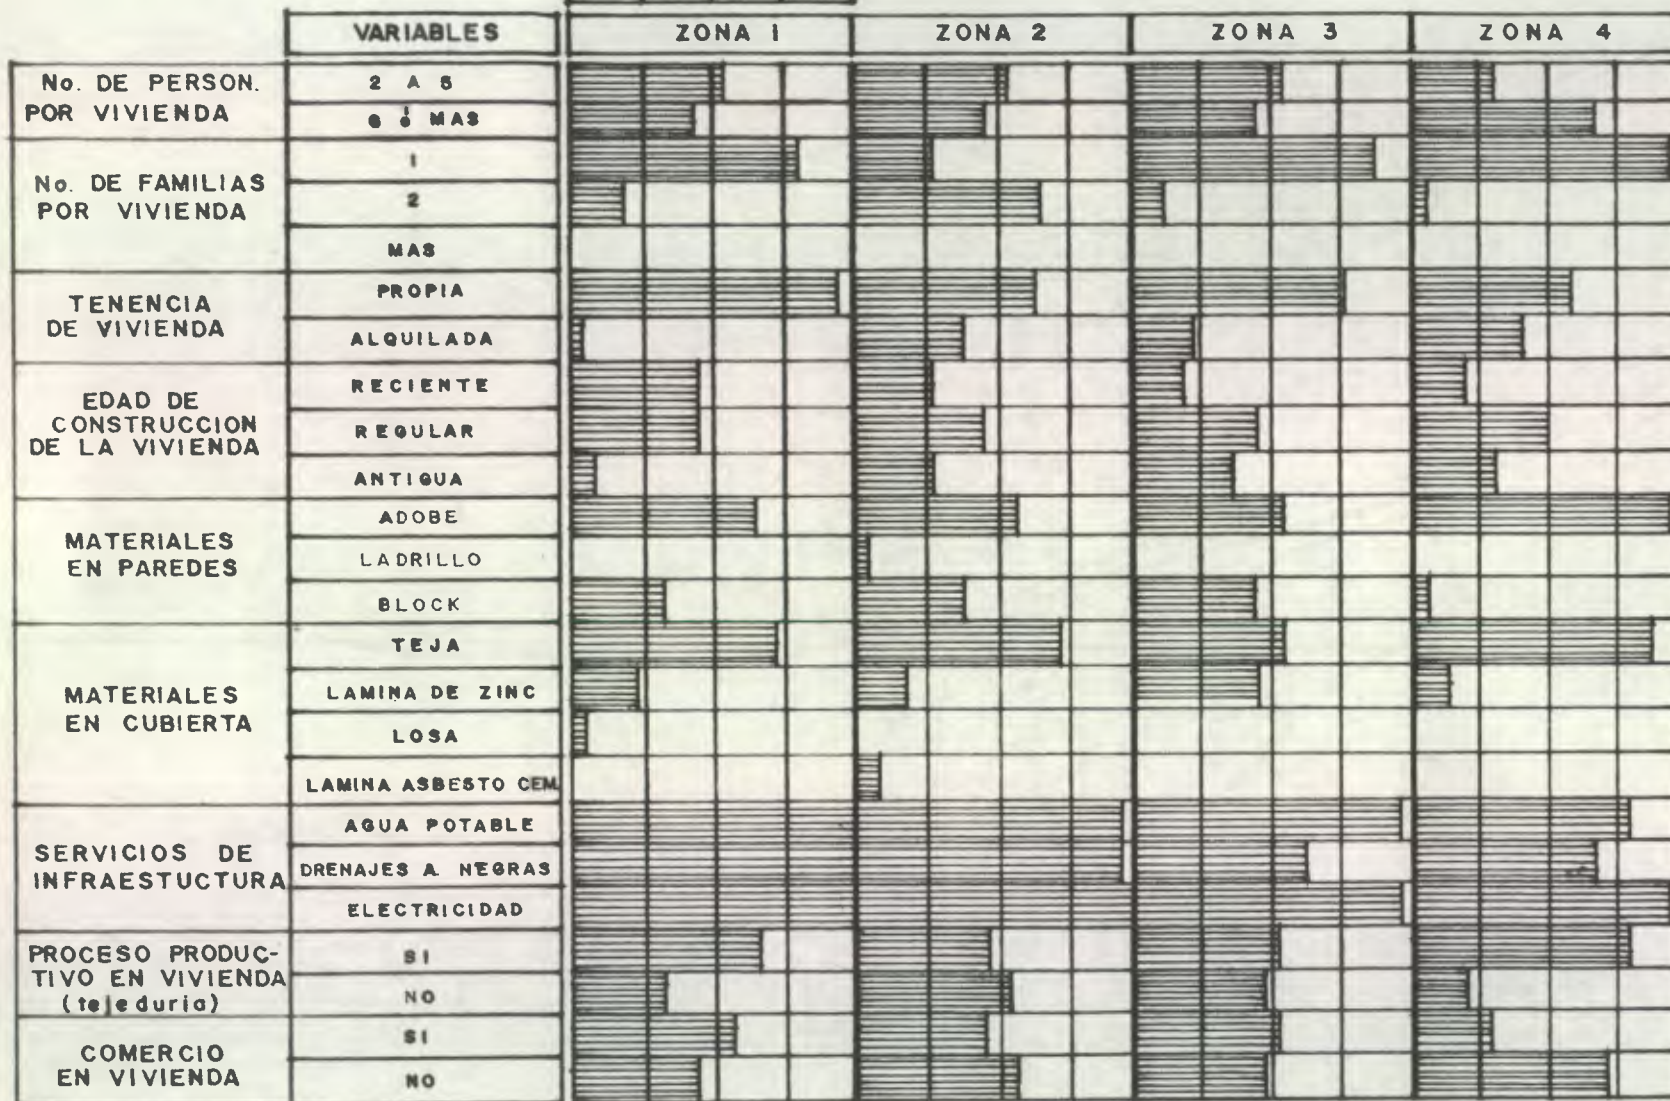 VARIABLES ZONA 1 ZONA 2 ZONA 3 ZONA 4
No. DE PERSON.
POR VIVIENDA
2 A 5
6 ó MAS
No. DE FAMILIAS
POR VIVIENDA
1
2
MAS
TENENCIA
DE VIVIENDA
PROPIA
ALQUILADA
EDAD DE
CONSTRUCCION
DE LA VIVIENDA
RECIENTE
REGULAR
ANTIGUA
MATERIALES
EN PAREDES
ADOBE
LADRILLO
BLOCK
MATERIALES
EN CUBIERTA
TEJA
LAMINA DE ZINC
LOSA
LAMINA ASBESTO CEM.
SERVICIOS DE
INFRAESTUCTURA
AGUA POTABLE
DRENAJES A. NEGRAS
ELECTRICIDAD
PROCESO PRODUC-
TIVO EN VIVIENDA
(tejeduria)
SI
NO
COMERCIO
EN VIVIENDA
SI
NO